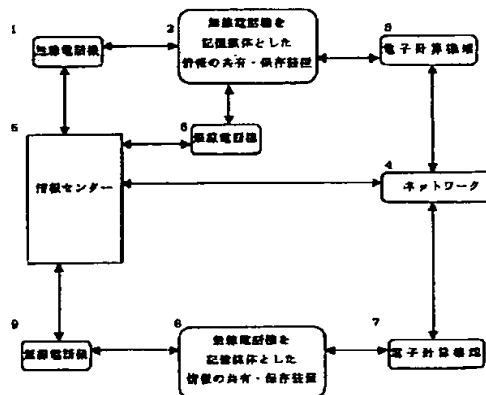 1
無線電話機
2
無線電話機を
記憶媒体とした
情報の共有・保存装置
3
電子計算機端
5
情報センター
6
無線電話機
4
ネットワーク
9
無線電話機
8
無線電話機を
記憶媒体とした
情報の共有・保存装置
7
電子計算機端